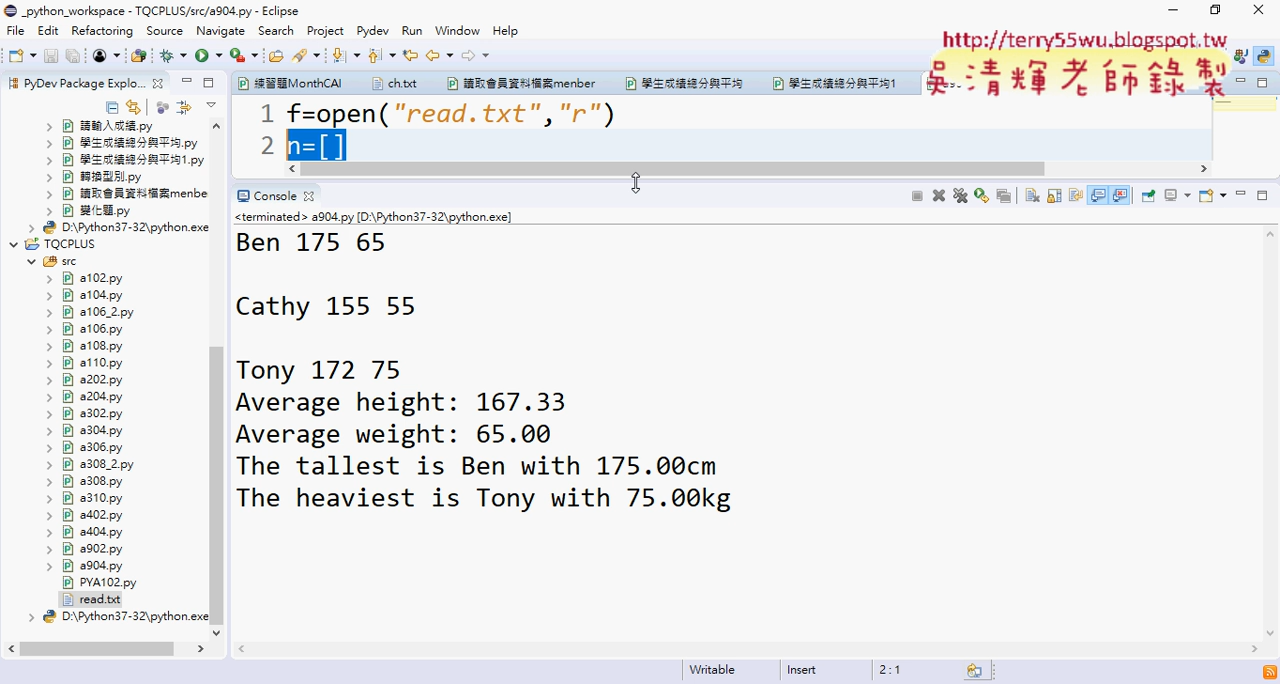 _python_workspace - TQCPLUS/src/a904.py - Eclipse
File Edit Refactoring Source Navigate Search Project Pydev Run Window Help
http://terry55wu.blogspot.tw
吳清輝老師錄製
PyDev Package Explo...
練習題MonthCAl
ch.txt
讀取會員資料檔案menber
學生成績總分與平均
學生成績總分與平均1
1 f=open("read.txt","r")
2 n=[]
請輸入成績.py
學生成績總分與平均.py
學生成績總分與平均1.py
轉換型別.py
讀取會員資料檔案menbe
變化題.py
D:\Python37-32\python.exe
TQCPLUS
src
a102.py
a104.py
a106_2.py
a106.py
a108.py
a110.py
a202.py
a204.py
a302.py
a304.py
a306.py
a308_2.py
a308.py
a310.py
a402.py
a404.py
a902.py
a904.py
PYA102.py
read.txt
D:\Python37-32\python.exe
Console
<terminated> a904.py [D:\Python37-32\python.exe]
Ben 175 65
Cathy 155 55
Tony 172 75
Average height: 167.33
Average weight: 65.00
The tallest is Ben with 175.00cm
The heaviest is Tony with 75.00kg
Writable Insert 2 : 1